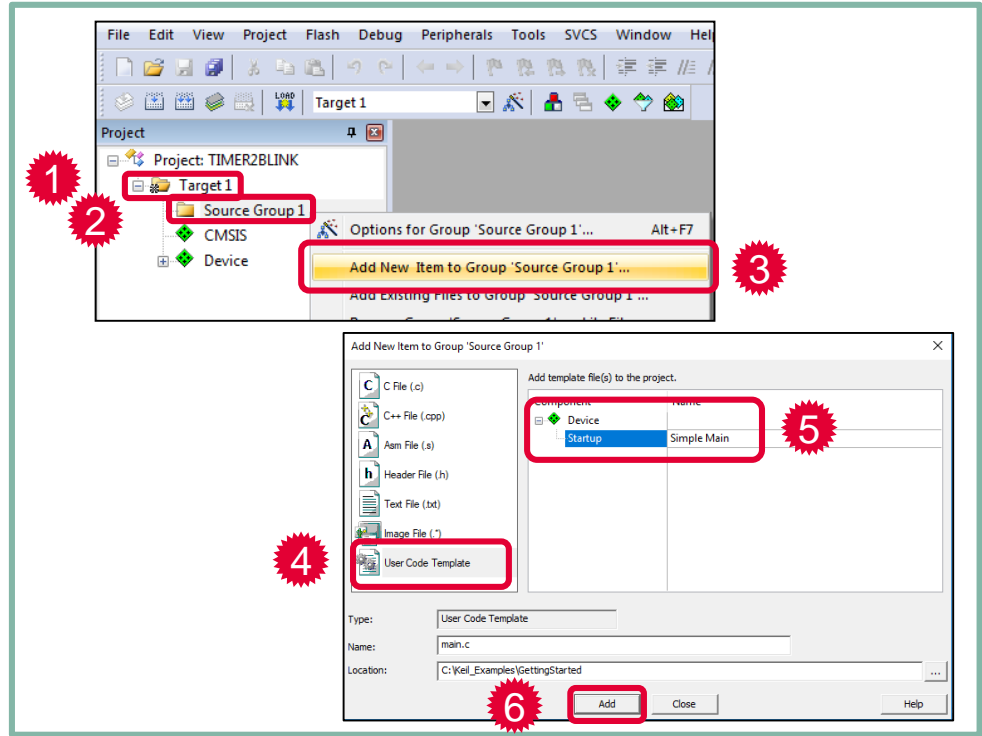 File Edit View Project Flash Debug Peripherals Tools SVCS Window Help
LOAD
Target 1
Project
Project: TIMER2BLINK
1
Target 1
2
Source Group 1
CMSIS
Device
Options for Group 'Source Group 1'... Alt+F7
Add New Item to Group 'Source Group 1'...
3
Add Existing Files to Group 'Source Group 1'...
Add New Item to Group 'Source Group 1'
C File (.c)
C++ File (.cpp)
Asm File (.s)
Header File (.h)
Text File (.txt)
Image File (.*)
4
User Code Template
Add template file(s) to the project.
Component Name
Device
Startup Simple Main
5
Type: User Code Template
Name: main.c
Location: C:\Keil_Examples\GettingStarted ...
6
Add Close Help